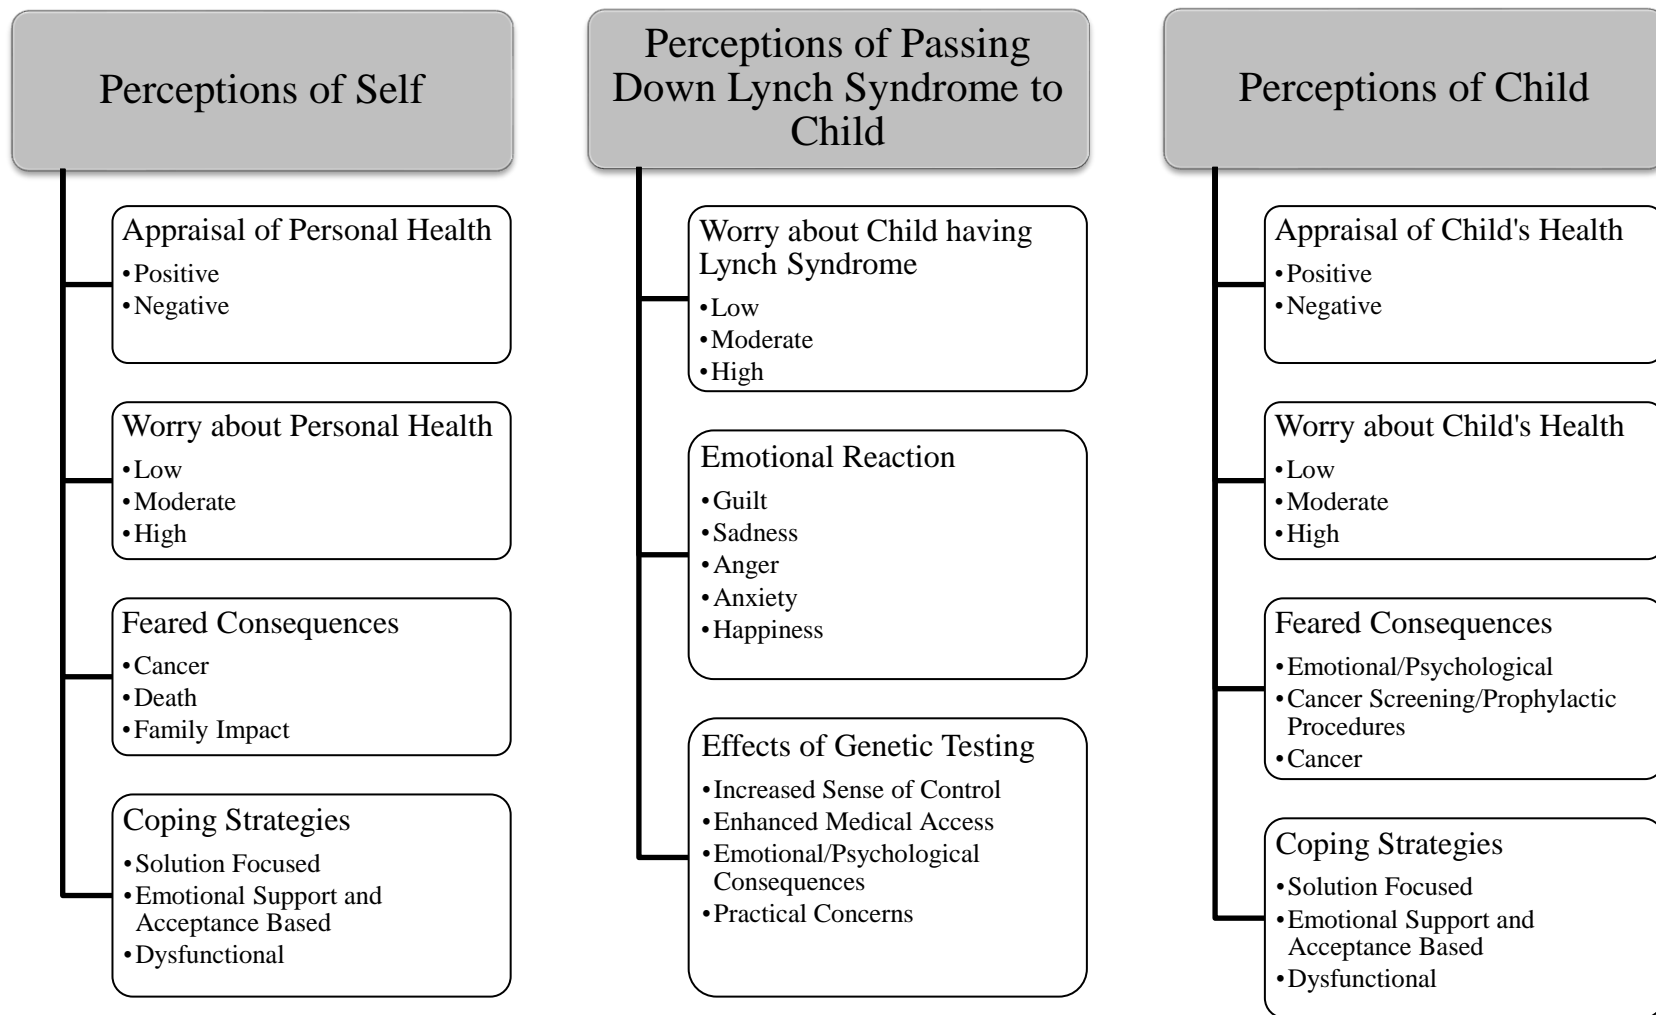 Perceptions of Self
Appraisal of Personal Health
•Positive
•Negative
Worry about Personal Health
•Low
•Moderate
•High
Feared Consequences
•Cancer
•Death
•Family Impact
Coping Strategies
•Solution Focused
•Emotional Support and
Acceptance Based
•Dysfunctional
Perceptions of Passing
Down Lynch Syndrome to
Child
Worry about Child having
Lynch Syndrome
•Low
•Moderate
•High
Emotional Reaction
•Guilt
•Sadness
•Anger
•Anxiety
•Happiness
Effects of Genetic Testing
•Increased Sense of Control
•Enhanced Medical Access
•Emotional/Psychological
Consequences
•Practical Concerns
Perceptions of Child
Appraisal of Child's Health
•Positive
•Negative
Worry about Child's Health
•Low
•Moderate
•High
Feared Consequences
•Emotional/Psychological
•Cancer Screening/Prophylactic
Procedures
•Cancer
Coping Strategies
•Solution Focused
•Emotional Support and
Acceptance Based
•Dysfunctional